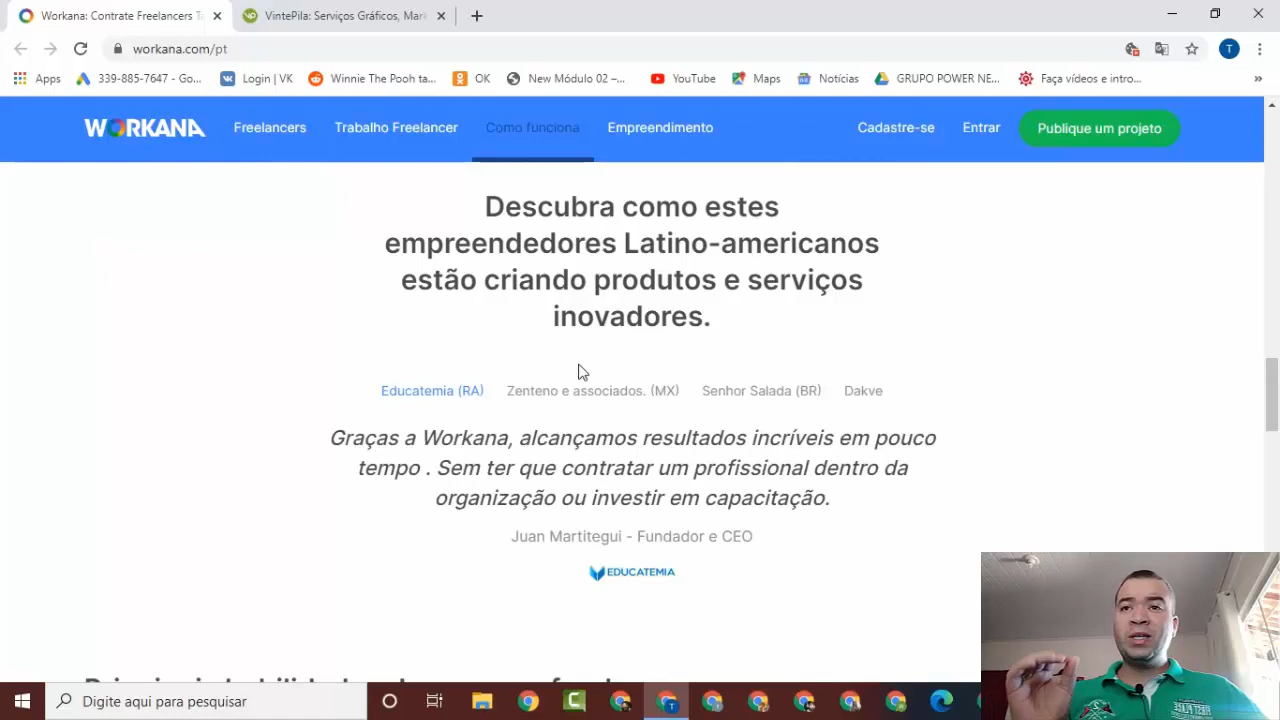 Workana: Contrate Freelancers Ta
VintePila: Serviços Gráficos, Mark
workana.com/pt
T
Apps
339-885-7647 - Go...
Login | VK
Winnie The Pooh ta...
OK
New Módulo 02 –...
YouTube
Maps
Notícias
GRUPO POWER NE...
Faça vídeos e intro...
WORKANA
Freelancers
Trabalho Freelancer
Como funciona
Empreendimento
Cadastre-se
Entrar
Publique um projeto
Descubra como estes
empreendedores Latino-americanos
estão criando produtos e serviços
inovadores.
Educatemia (RA)
Zenteno e associados. (MX)
Senhor Salada (BR)
Dakve
Graças a Workana, alcançamos resultados incríveis em pouco
tempo . Sem ter que contratar um profissional dentro da
organização ou investir em capacitação.
Juan Martitegui - Fundador e CEO
EDUCATEMIA
Digite aqui para pesquisar